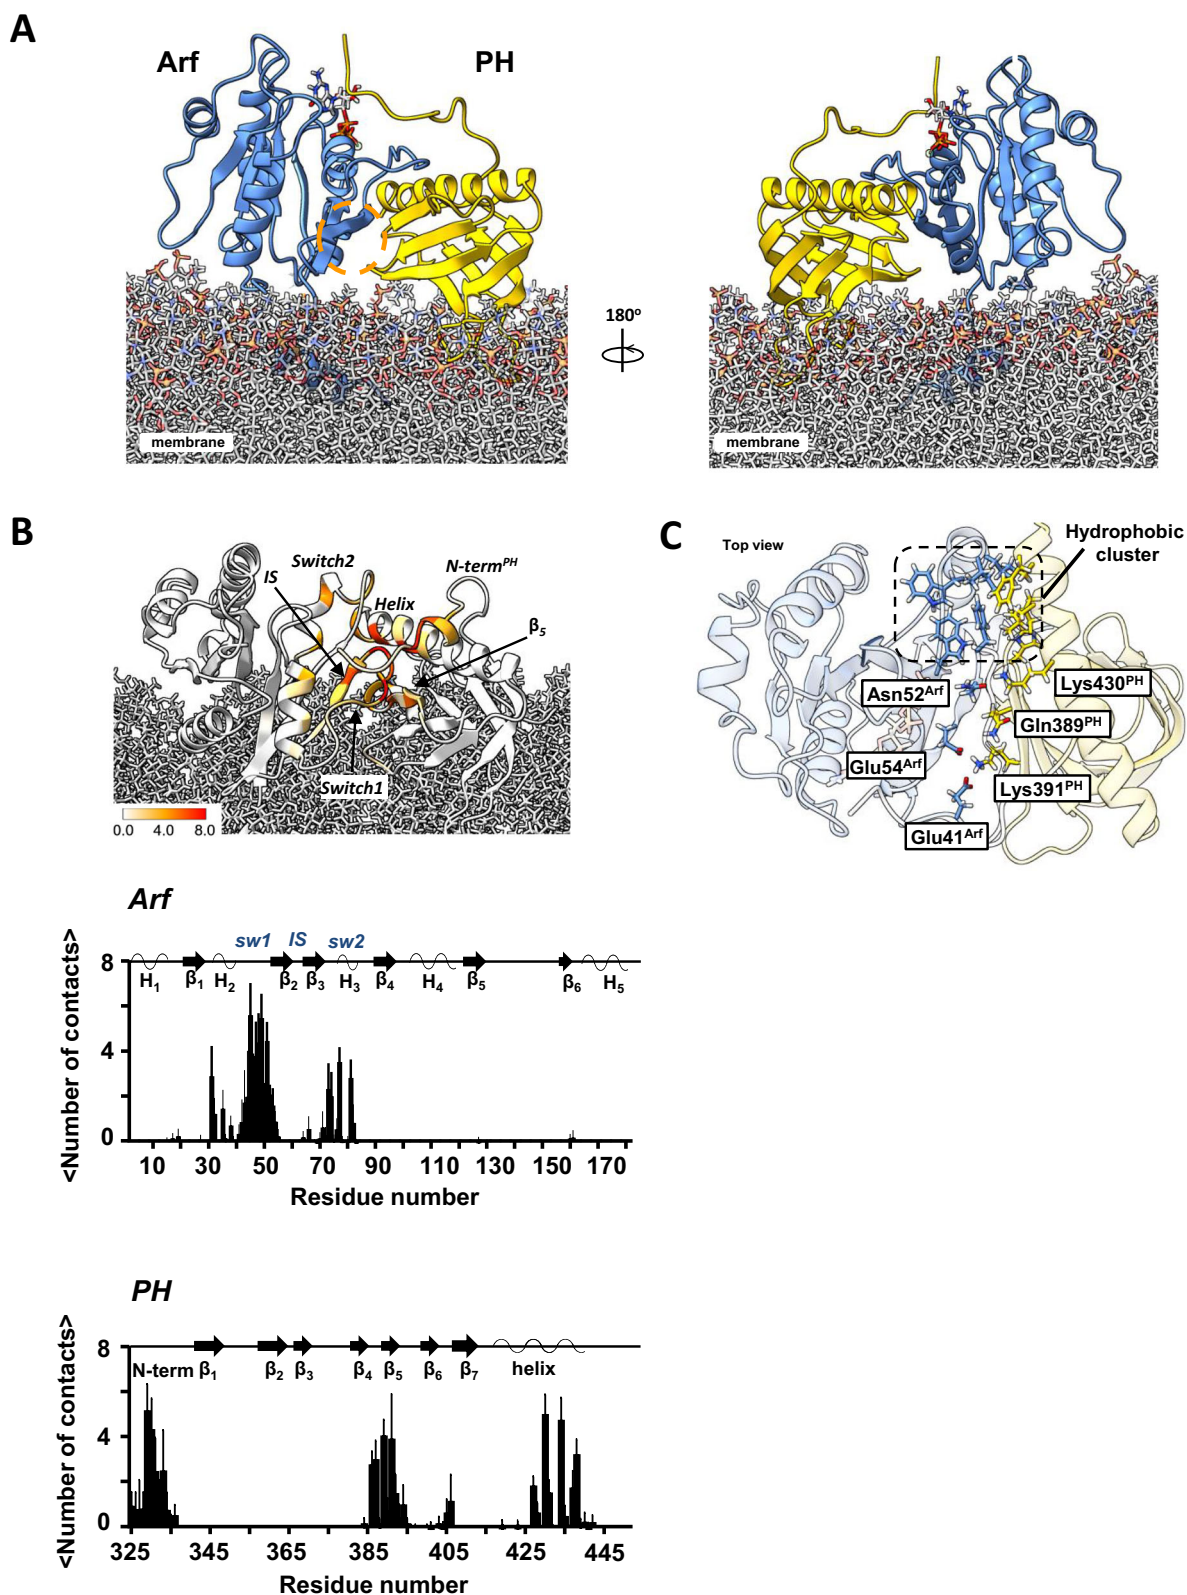 A
Arf
PH
membrane
180º
membrane
B
IS
Switch2
N-term^PH
Helix
β₅
Switch1
0.0 4.0 8.0
C
Top view
Hydrophobic
cluster
Asn52^Arf
Lys430^PH
Gln389^PH
Glu54^Arf
Lys391^PH
Glu41^Arf
Arf
<Number of contacts>
sw1 IS sw2
H₁ β₁ H₂ β₂ β₃ H₃ β₄ H₄ β₅ β₆ H₅
8
4
0
10 30 50 70 90 110 130 150 170
Residue number
PH
<Number of contacts>
N-term β₁ β₂ β₃ β₄ β₅ β₆ β₇ helix
8
4
0
325 345 365 385 405 425 445
Residue number